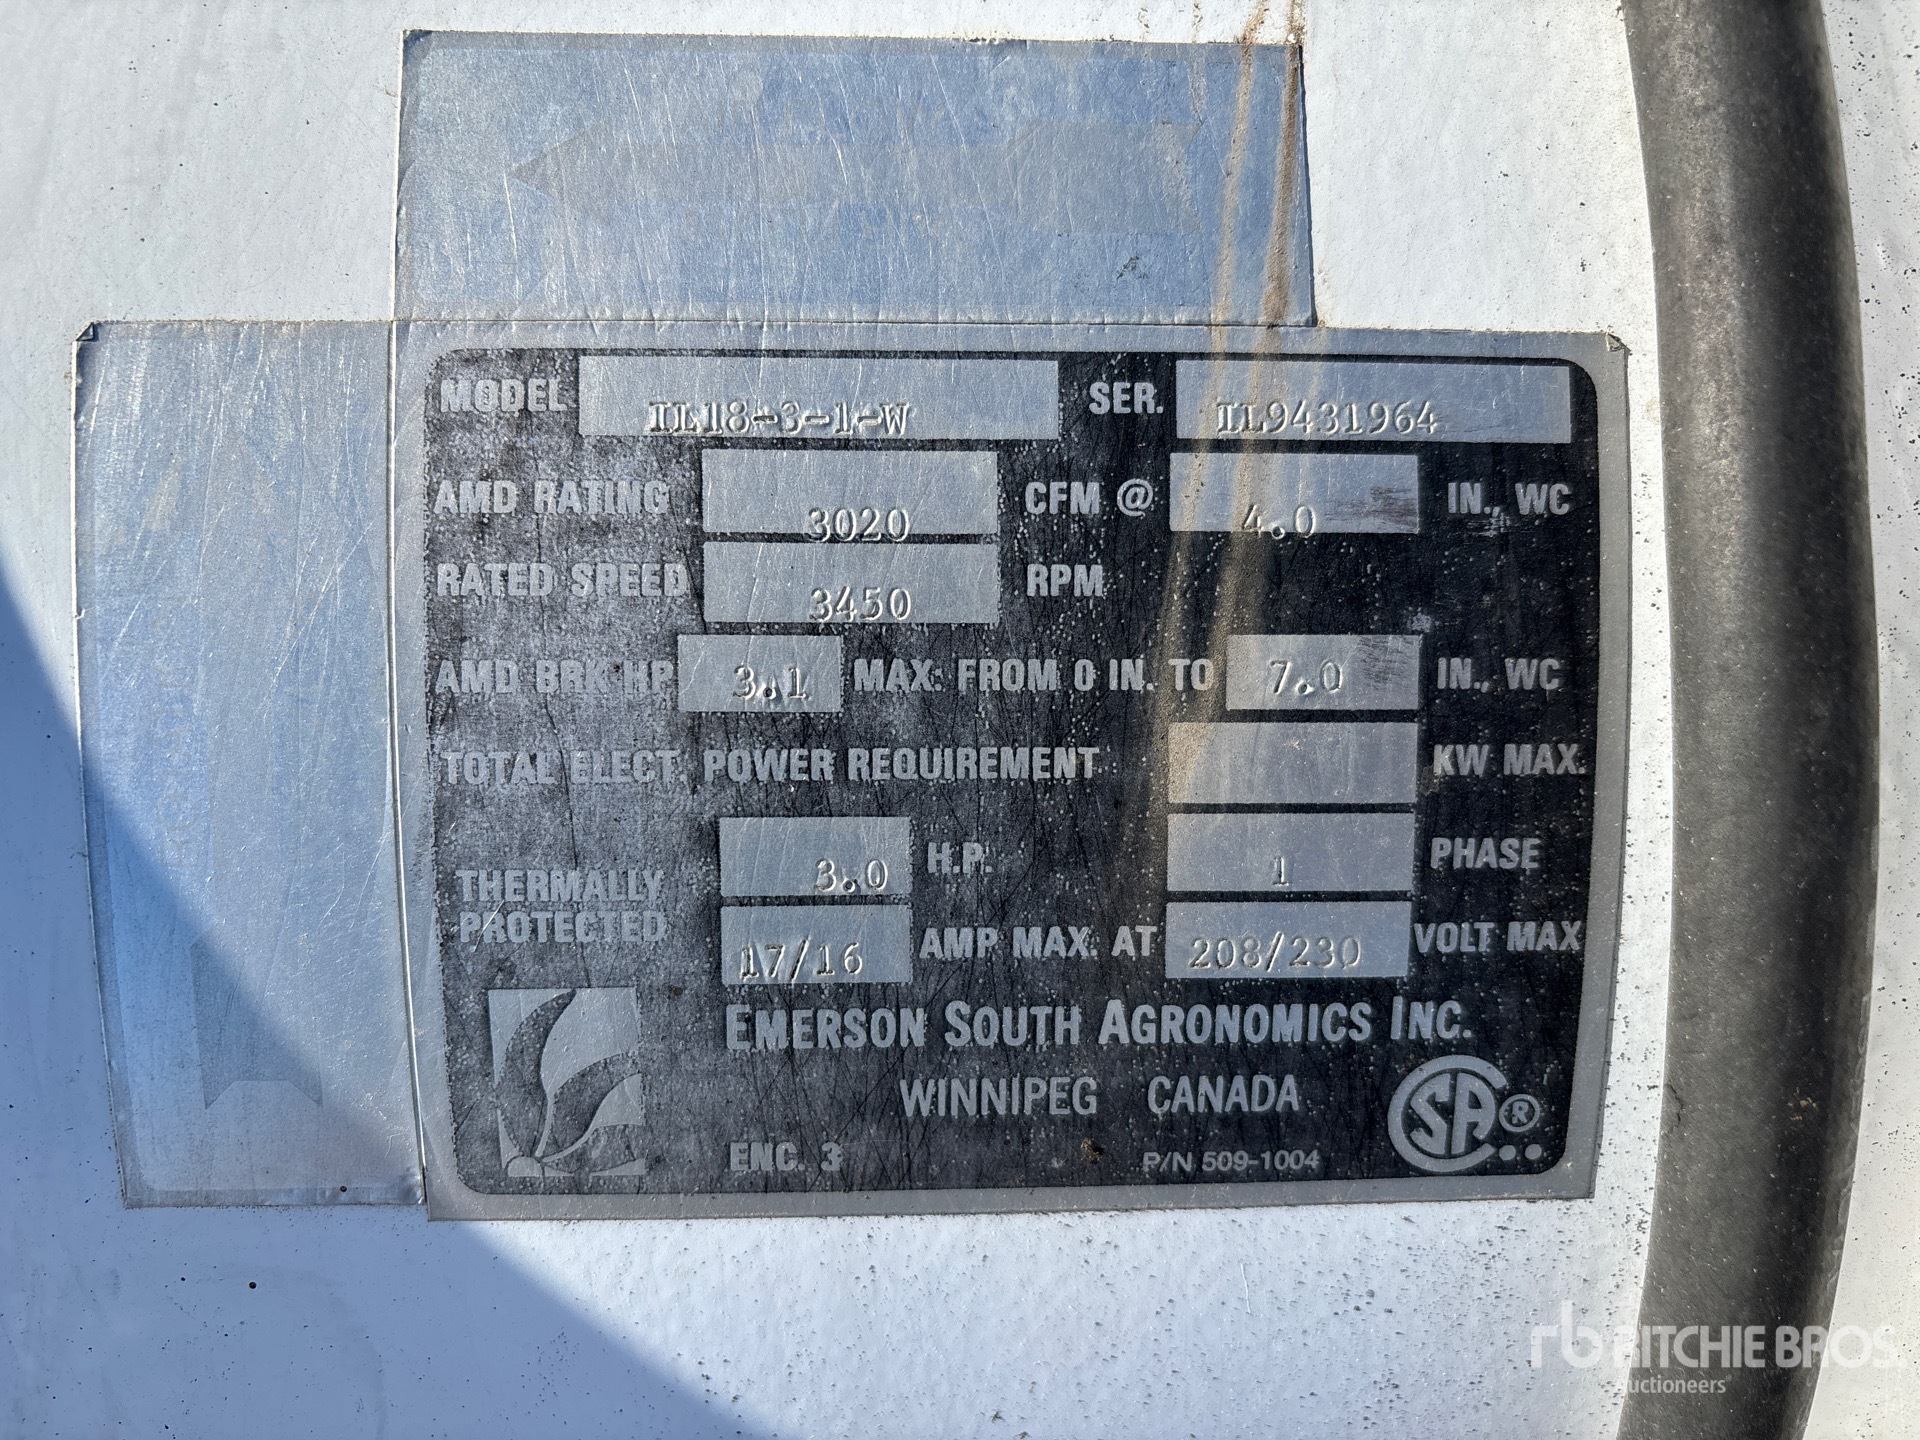 MODEL IL18-3-1-W SER. IL9431964
AMD RATING 3020 CFM @ 4.0 IN., WC
RATED SPEED 3450 RPM
AMD BRK HP 3.1 MAX. FROM 0 IN. TO 7.0 IN., WC
TOTAL ELECT. POWER REQUIREMENT KW MAX.
3.0 H.P. 1 PHASE
THERMALLY
PROTECTED
17/16 AMP MAX. AT 208/230 VOLT MAX
EMERSON SOUTH AGRONOMICS INC.
WINNIPEG CANADA
ENC. 3 P/N 509-1004
SA ®
rb RITCHIE BROS.
Auctioneers